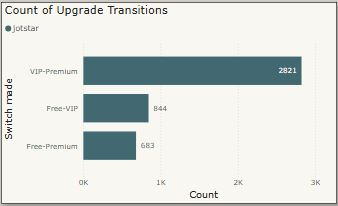 Count of Upgrade Transitions
jotstar
Switch made
VIP-Premium 2821
Free-VIP 844
Free-Premium 683
0K 1K 2K 3K
Count